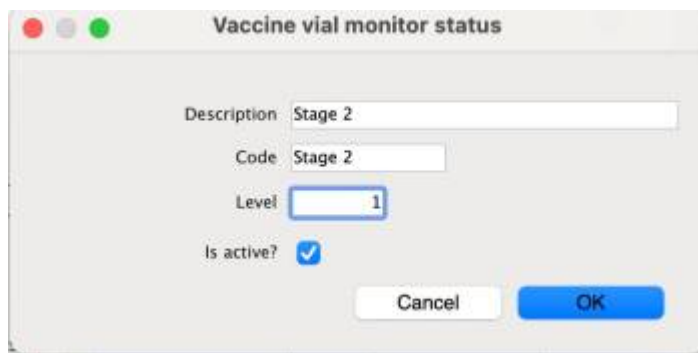 Vaccine vial monitor status
Description Stage 2
Code Stage 2
Level 1
Is active?
Cancel OK